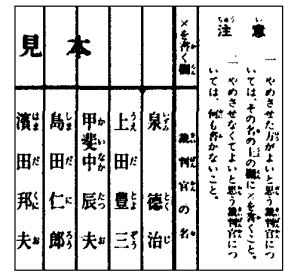 注意
一 やめさせた方がよいと思う裁判官につ
いては、その名の上の欄に×を書くこと。
一 やめさせなくてよいと思う裁判官につ
いては、何も書かないこと。
×を書く欄
裁判官の名
見本
泉 徳治
上田 豊三
甲斐中 辰夫
島田 仁郎
濱田 邦夫